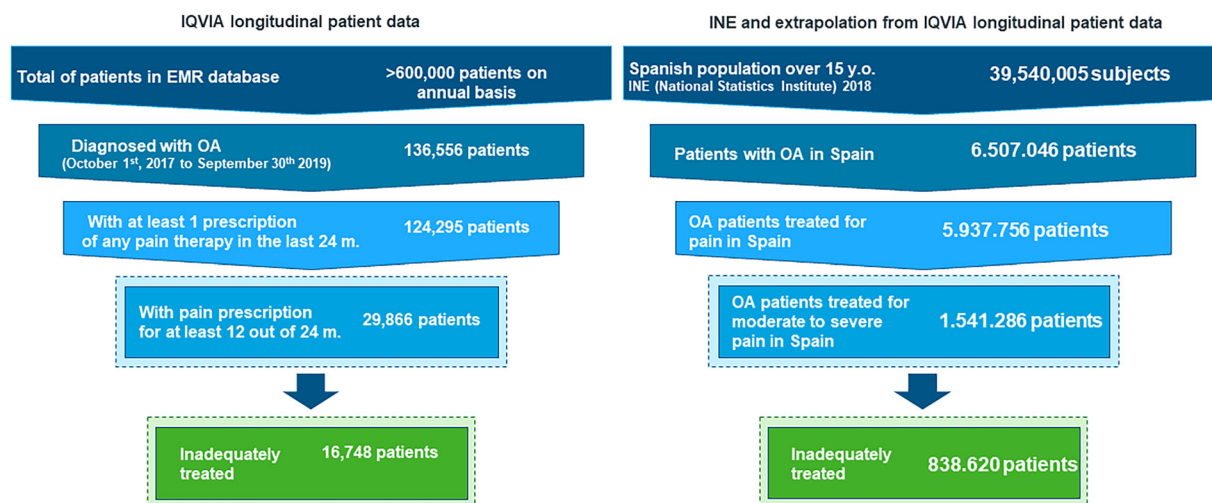 IQVIA longitudinal patient data
Total of patients in EMR database
>600,000 patients on
annual basis
Diagnosed with OA
(October 1st, 2017 to September 30th 2019)
136,556 patients
With at least 1 prescription
of any pain therapy in the last 24 m.
124,295 patients
With pain prescription
for at least 12 out of 24 m.
29,866 patients
Inadequately
treated
16,748 patients
INE and extrapolation from IQVIA longitudinal patient data
Spanish population over 15 y.o.
INE (National Statistics Institute) 2018
39,540,005 subjects
Patients with OA in Spain
6.507.046 patients
OA patients treated for
pain in Spain
5.937.756 patients
OA patients treated for
moderate to severe
pain in Spain
1.541.286 patients
Inadequately
treated
838.620 patients